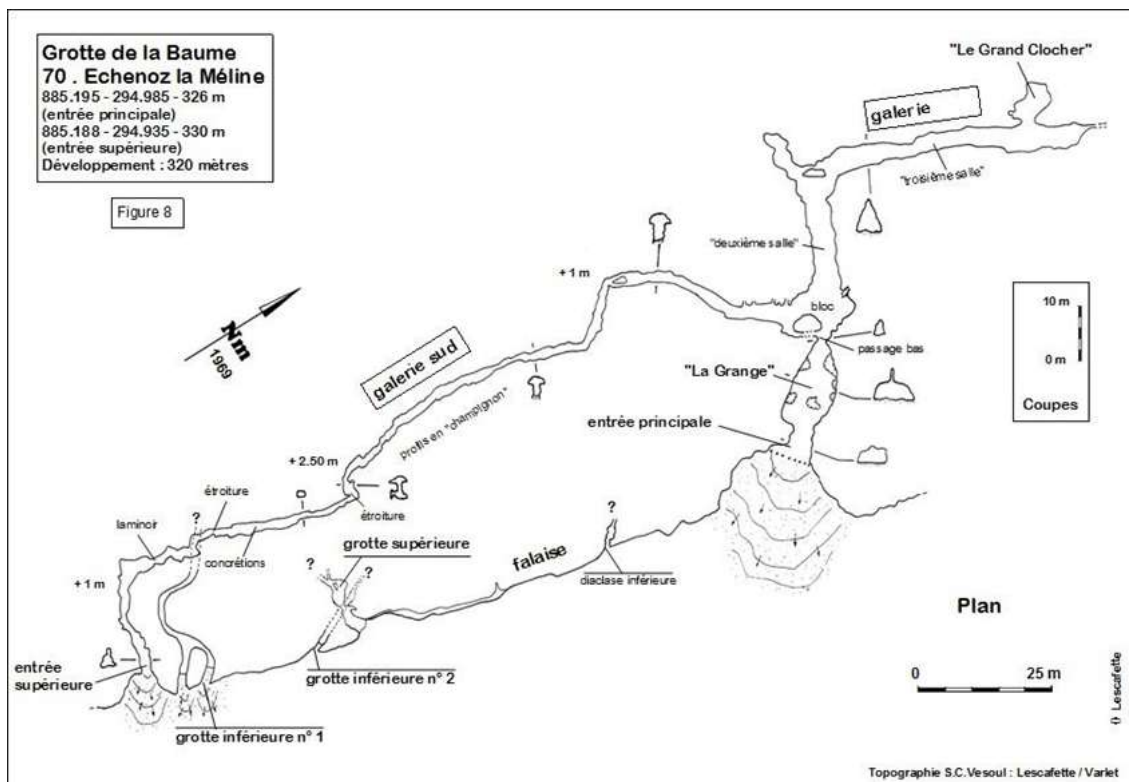 Grotte de la Baume
70 . Echenoz la Méline
885.195 - 294.985 - 326 m
(entrée principale)
885.188 - 294.935 - 330 m
(entrée supérieure)
Développement : 320 mètres
Figure 8
"Le Grand Clocher"
galerie
"troisième salle"
"deuxième salle"
+ 1 m
bloc
10 m
0 m
Coupes
passage bas
Nm
1969
galerie sud
"La Grange"
profils en "champignon"
entrée principale
+ 2.50 m
étroiture
étroiture
laminoir
?
?
concrétions
grotte supérieure
?
?
falaise
diaclase inférieure
+ 1 m
Plan
entrée
supérieure
grotte inférieure n° 2
0
25 m
grotte inférieure n° 1
Lescafette
Topographie S.C.Vesoul : Lescafette / Varlet